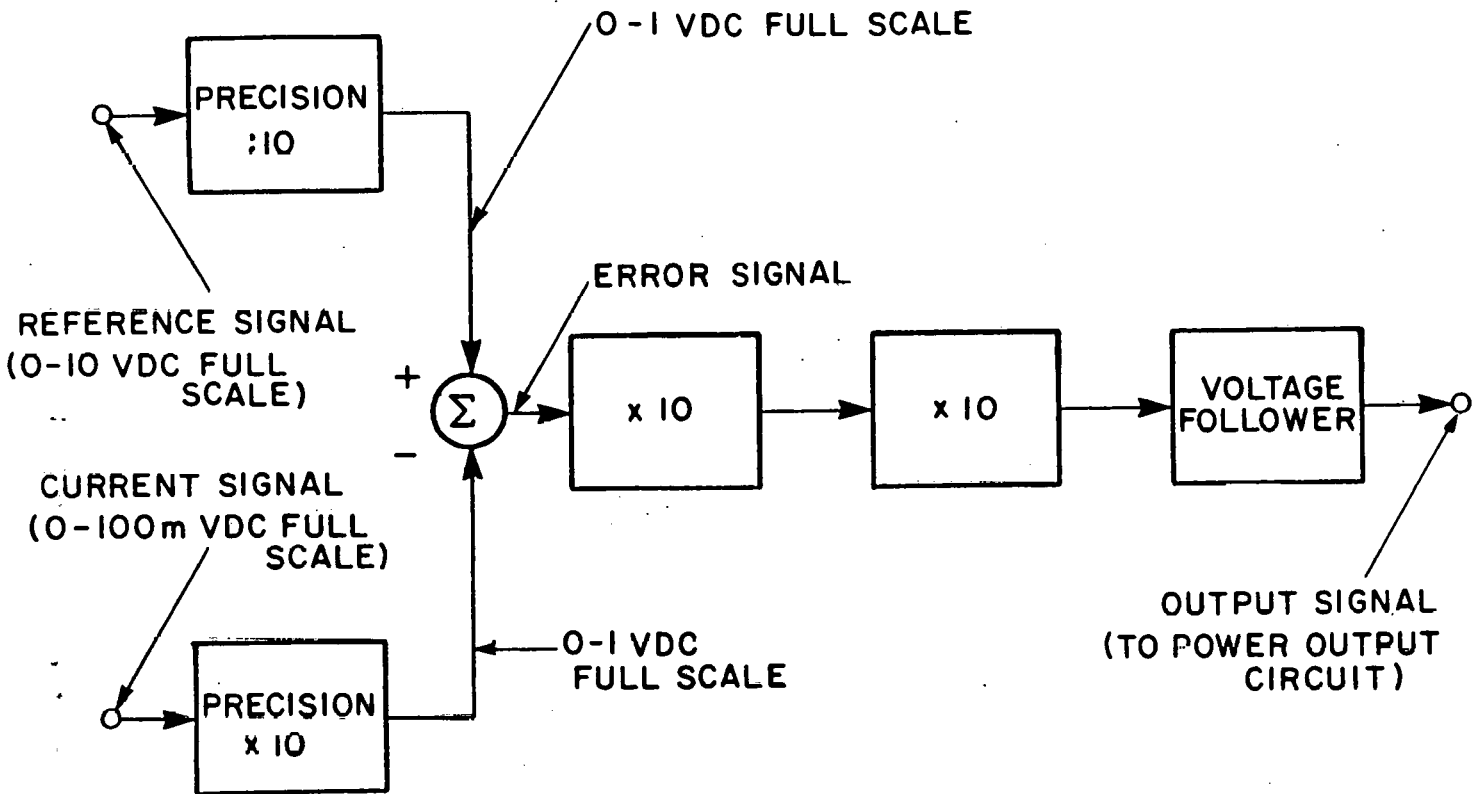 0-1 VDC FULL SCALE
PRECISION
:10
REFERENCE SIGNAL
(0-10 VDC FULL
SCALE)
ERROR SIGNAL
+
Σ
-
x 10
x 10
VOLTAGE
FOLLOWER
CURRENT SIGNAL
(0-100m VDC FULL
SCALE)
0-1 VDC
FULL SCALE
PRECISION
x 10
OUTPUT SIGNAL
(TO POWER OUTPUT
CIRCUIT)